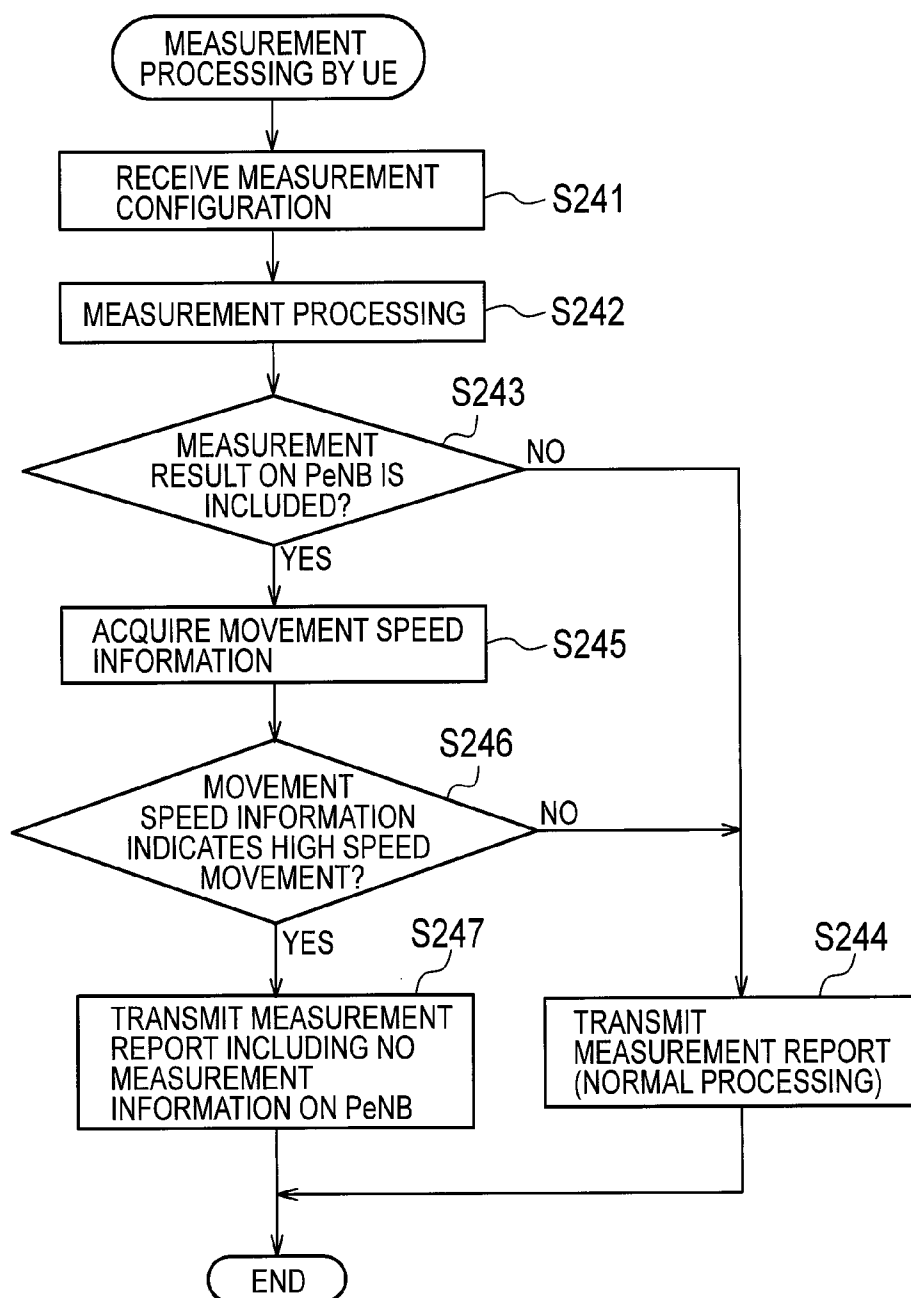 MEASUREMENT
PROCESSING BY UE
RECEIVE MEASUREMENT
CONFIGURATION
S241
MEASUREMENT PROCESSING
S242
S243
MEASUREMENT
RESULT ON PeNB IS
INCLUDED?
NO
YES
ACQUIRE MOVEMENT SPEED
INFORMATION
S245
S246
MOVEMENT
SPEED INFORMATION
INDICATES HIGH SPEED
MOVEMENT?
NO
YES
S247
TRANSMIT MEASUREMENT
REPORT INCLUDING NO
MEASUREMENT
INFORMATION ON PeNB
S244
TRANSMIT
MEASUREMENT REPORT
(NORMAL PROCESSING)
END